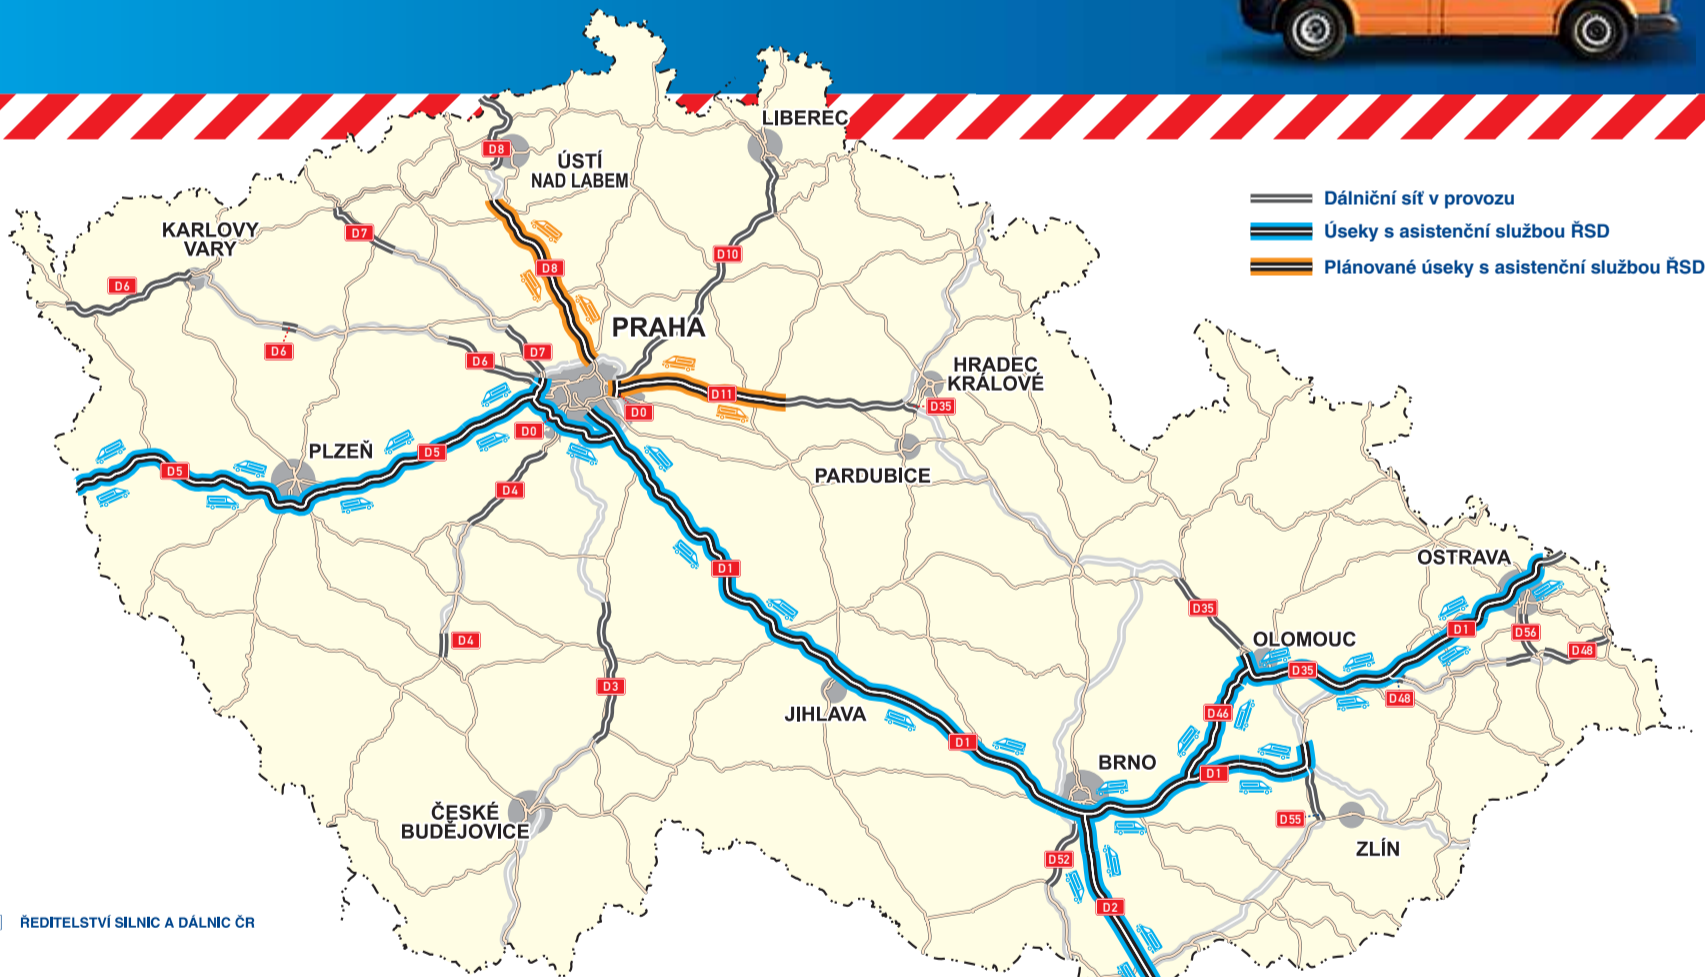 LIBEREC
D8
ÚSTÍ
NAD LABEM
Dálniční síť v provozu
Úseky s asistenční službou ŘSD
Plánované úseky s asistenční službou ŘSD
KARLOVY
VARY
D7
D10
D8
D6
PRAHA
D6
D7
D6
HRADEC
KRÁLOVÉ
D11
D35
D0
D0
PLZEŇ
D5
D5
PARDUBICE
D4
OSTRAVA
D1
D35
D1
D56
D4
OLOMOUC
D48
D35
D3
D48
JIHLAVA
D46
D1
BRNO
D1
ČESKÉ
BUDĚJOVICE
D55
ZLÍN
D52
D2
ŘEDITELSTVÍ SILNIC A DÁLNIC ČR